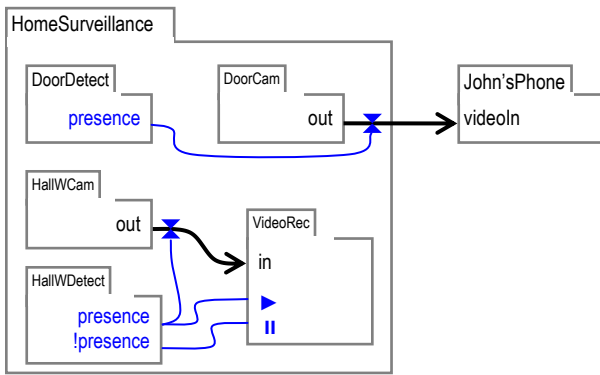 HomeSurveillance
DoorDetect
presence
DoorCam
out
John'sPhone
videoIn
HallWCam
out
VideoRec
in
HallWDetect
presence
!presence